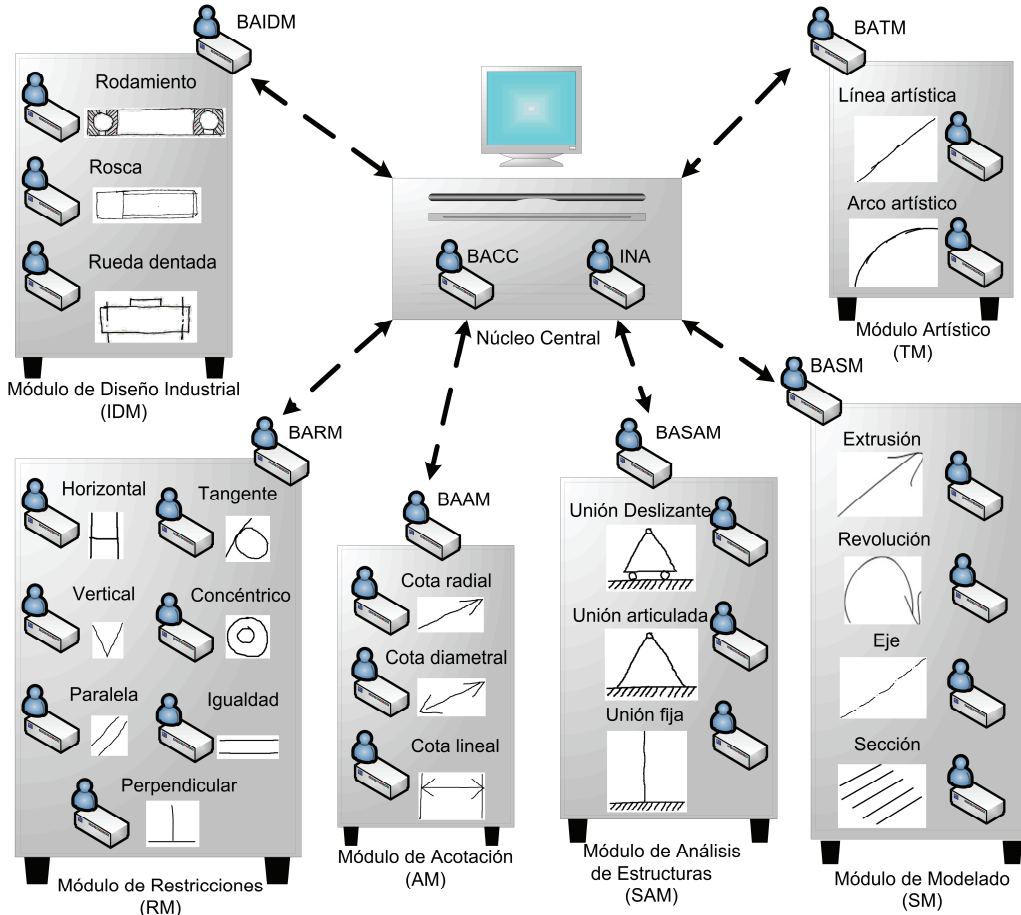 BAIDM
Rodamiento
Rosca
Rueda dentada
Módulo de Diseño Industrial
(IDM)
BACC
INA
Núcleo Central
BATM
Línea artística
Arco artístico
Módulo Artístico
(TM)
BARM
Horizontal
Tangente
Vertical
Concéntrico
Paralela
Igualdad
Perpendicular
Módulo de Restricciones
(RM)
BAAM
Cota radial
Cota diametral
Cota lineal
Módulo de Acotación
(AM)
BASAM
Unión Deslizante
Unión articulada
Unión fija
Módulo de Análisis
de Estructuras
(SAM)
BASM
Extrusión
Revolución
Eje
Sección
Módulo de Modelado
(SM)